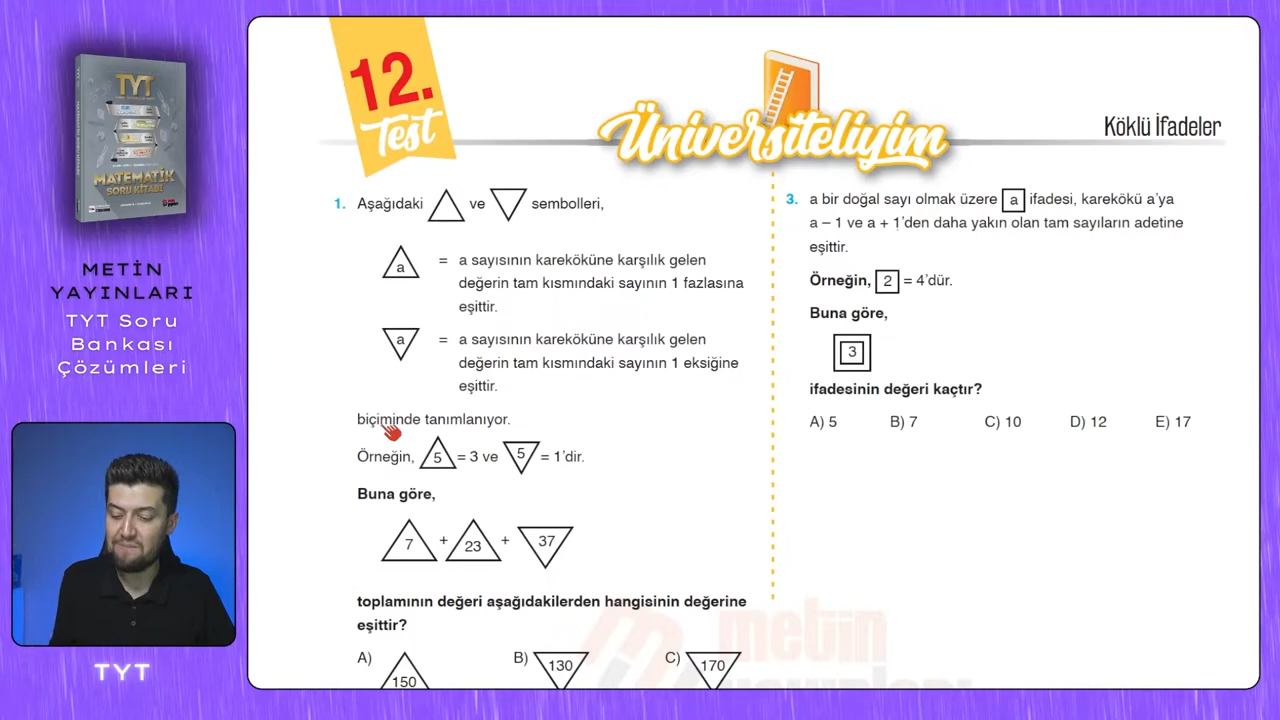 TYT
MATEMATİK
SORU KİTABI
METİN
YAYINLARI
TYT Soru
Bankası
Çözümleri
TYT
12.
Test
Üniversiteliyim
Köklü İfadeler
1. Aşağıdaki ve sembolleri,
a = a sayısının kareköküne karşılık gelen
değerin tam kısmındaki sayının 1 fazlasına
eşittir.
a = a sayısının kareköküne karşılık gelen
değerin tam kısmındaki sayının 1 eksiğine
eşittir.
biçiminde tanımlanıyor.
Örneğin, 5 = 3 ve 5 = 1'dir.
Buna göre,
7 + 23 + 37
toplamının değeri aşağıdakilerden hangisinin değerine
eşittir?
A) 150 B) 130 C) 170
3. a bir doğal sayı olmak üzere a ifadesi, karekökü a'ya
a – 1 ve a + 1'den daha yakın olan tam sayıların adetine
eşittir.
Örneğin, 2 = 4'dür.
Buna göre,
3
ifadesinin değeri kaçtır?
A) 5 B) 7 C) 10 D) 12 E) 17
metin